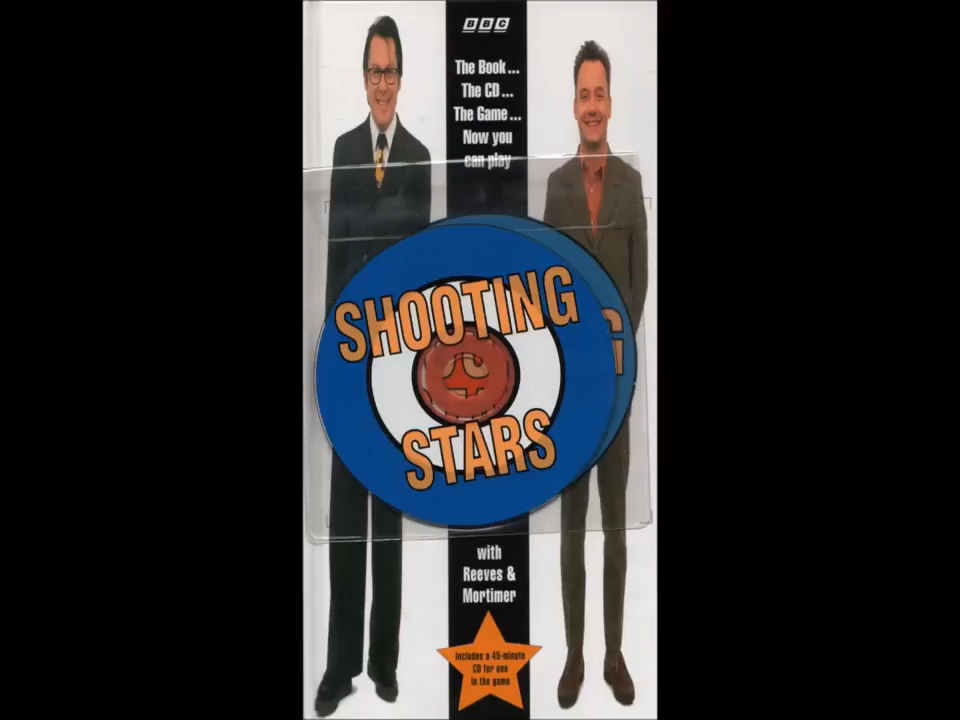 BBC
The Book...
The CD...
The Game...
Now you
can play
SHOOTING
STARS
with
Reeves &
Mortimer
Includes a 45-minute
CD for use
in the game